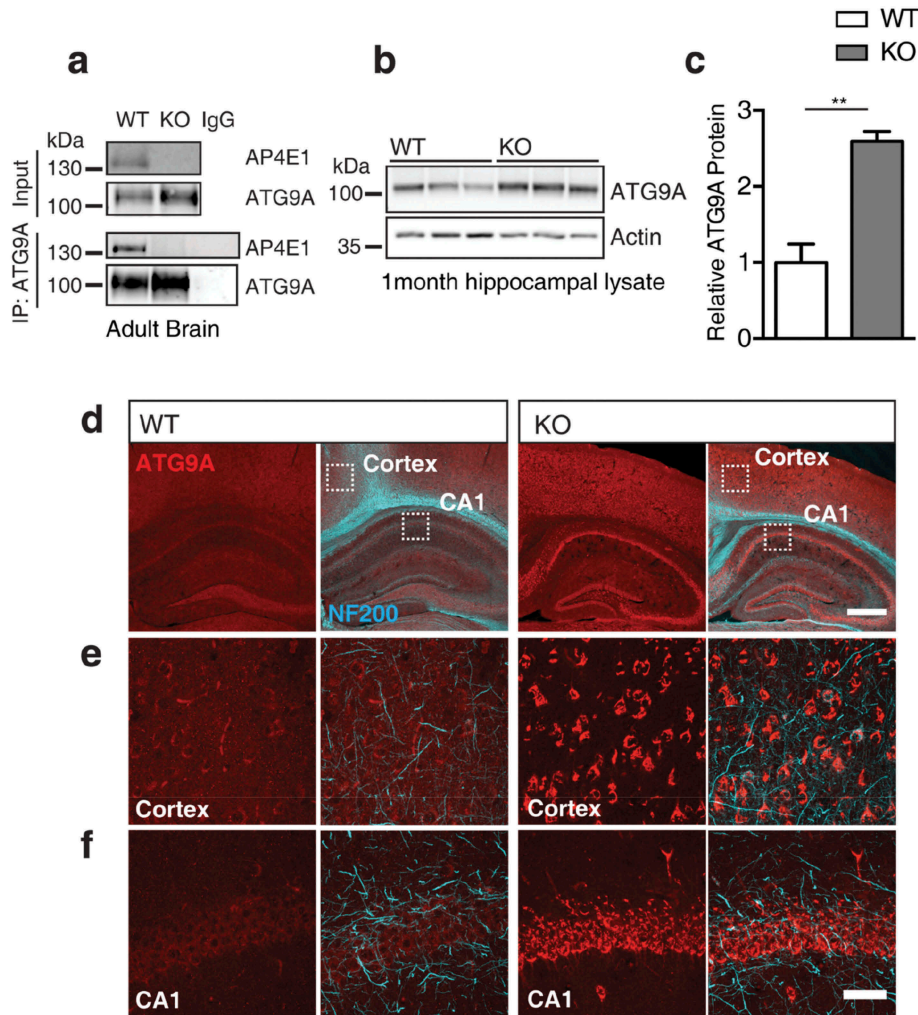 WT
KO
a
WT KO IgG
kDa
Input
130
AP4E1
100
ATG9A
IP: ATG9A
130
AP4E1
100
ATG9A
Adult Brain
b
WT KO
kDa
100
ATG9A
35
Actin
1month hippocampal lysate
c
Relative ATG9A Protein
3
2
1
0
**
d
WT
KO
ATG9A
Cortex
CA1
NF200
Cortex
CA1
e
Cortex
Cortex
f
CA1
CA1